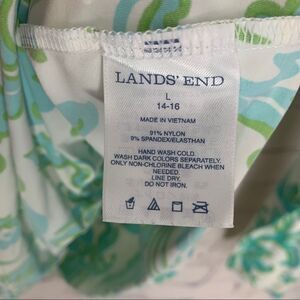 LANDS' END
L
14-16
MADE IN VIETNAM
91% NYLON
9% SPANDEX/ELASTHAN
HAND WASH COLD.
WASH DARK COLORS SEPARATELY.
ONLY NON-CHLORINE BLEACH WHEN
NEEDED.
LINE DRY.
DO NOT IRON.